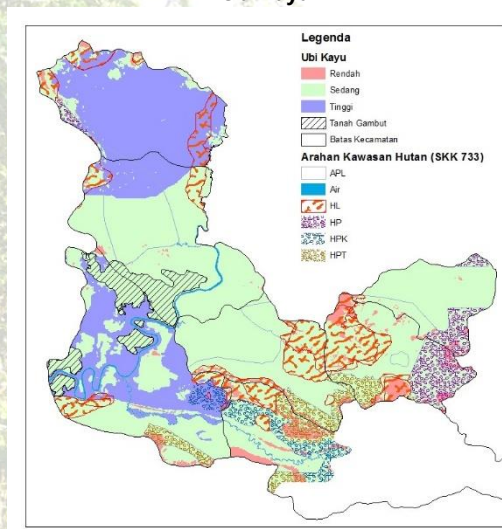 Legenda
Ubi Kayu
Rendah
Sedang
Tinggi
Tanah Gambut
Batas Kecamatan
Arahan Kawasan Hutan (SKK 733)
APL
Air
HL
HP
HPK
HPT